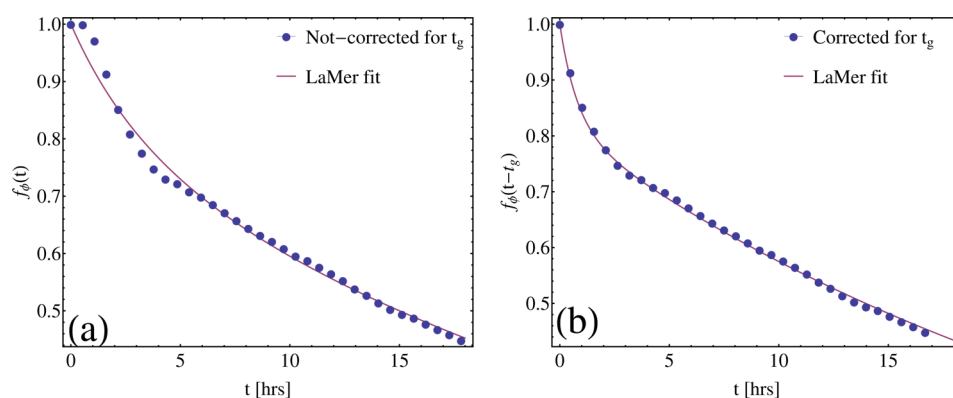 Not-corrected for t_g
LaMer fit
1.0
0.9
0.8
0.7
0.6
0.5
f_ϕ(t)
(a)
0
5
10
15
t [hrs]
Corrected for t_g
LaMer fit
1.0
0.9
0.8
0.7
0.6
0.5
f_ϕ(t-t_g)
(b)
0
5
10
15
t [hrs]